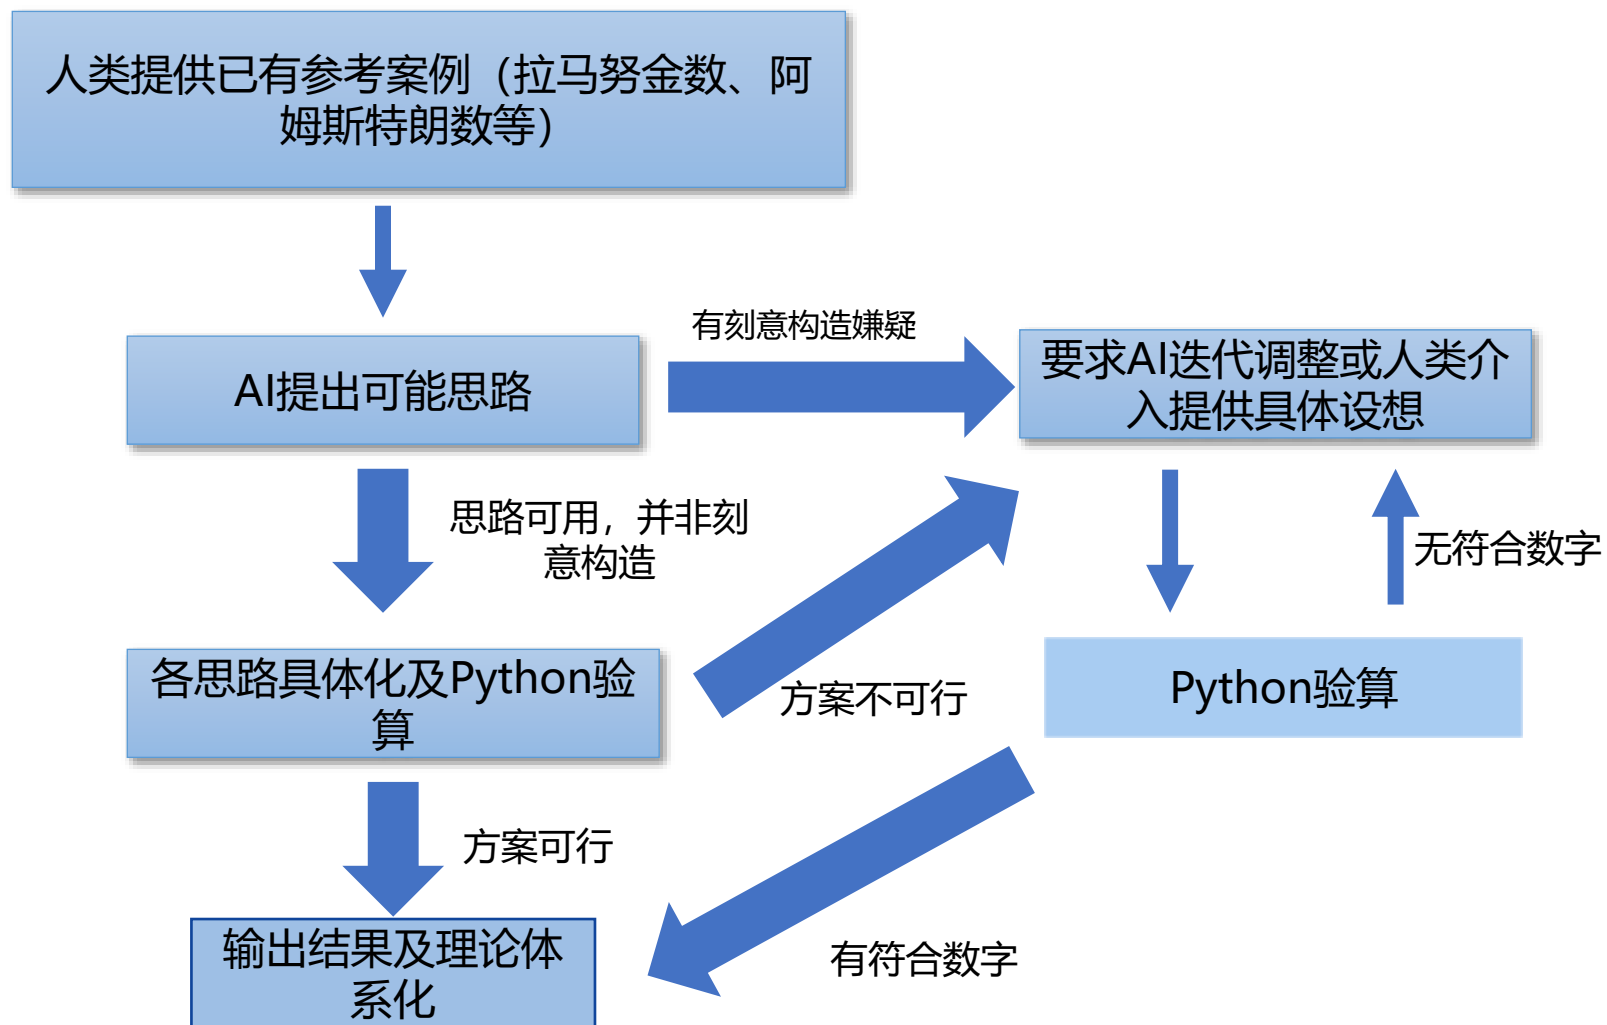 人类提供已有参考案例（拉马努金数、阿
姆斯特朗数等）
有刻意构造嫌疑
AI提出可能思路
要求AI迭代调整或人类介
入提供具体设想
思路可用，并非刻
意构造
无符合数字
各思路具体化及Python验
算
方案不可行
Python验算
方案可行
输出结果及理论体
系化
有符合数字